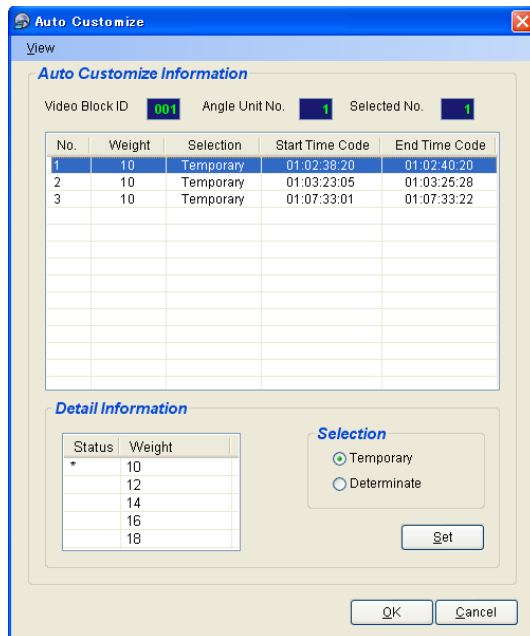 Auto Customize
View
Auto Customize Information
Video Block ID 001 Angle Unit No. 1 Selected No. 1
No. Weight Selection Start Time Code End Time Code
1 10 Temporary 01:02:38:20 01:02:40:20
2 10 Temporary 01:03:23:05 01:03:25:28
3 10 Temporary 01:07:33:01 01:07:33:22
Detail Information
Status Weight
* 10
12
14
16
18
Selection
Temporary
Determinate
Set
OK Cancel